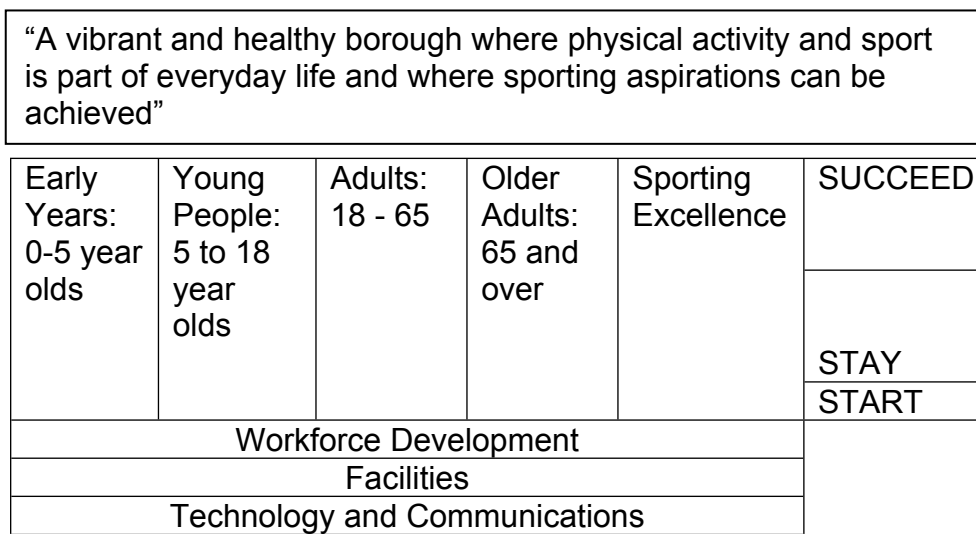 “A vibrant and healthy borough where physical activity and sport
is part of everyday life and where sporting aspirations can be
achieved”
Early
Years:
0-5 year
olds
Young
People:
5 to 18
year
olds
Adults:
18 - 65
Older
Adults:
65 and
over
Sporting
Excellence
SUCCEED
STAY
START
Workforce Development
Facilities
Technology and Communications